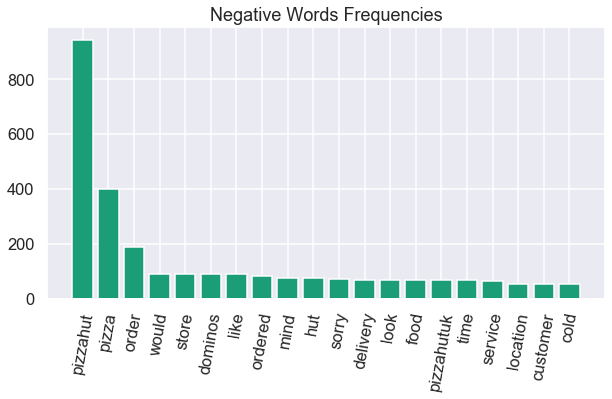 Negative Words Frequencies
800
600
400
200
0
pizzahut
pizza
order
would
store
dominos
like
ordered
mind
hut
sorry
delivery
look
food
pizzahutuk
time
service
location
customer
cold